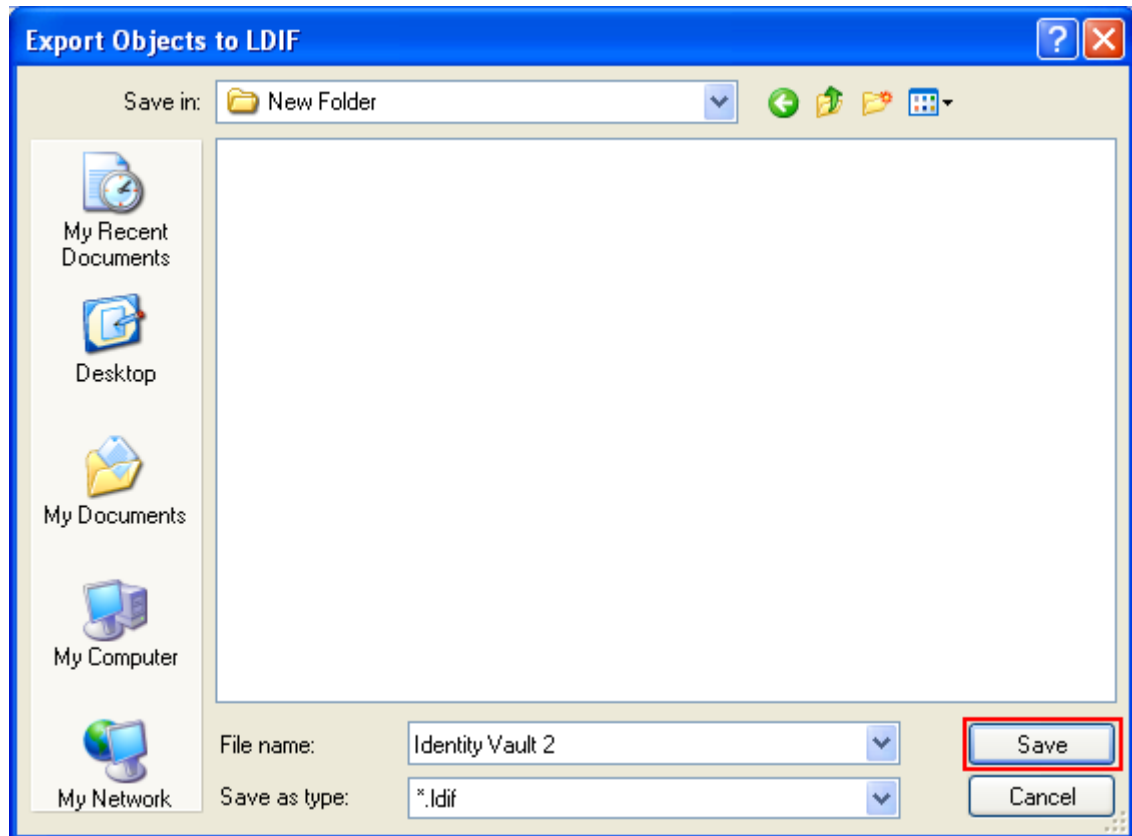 Export Objects to LDIF
?
Save in:
New Folder
My Recent
Documents
Desktop
My Documents
My Computer
My Network
File name:
Identity Vault 2
Save
Save as type:
*.ldif
Cancel